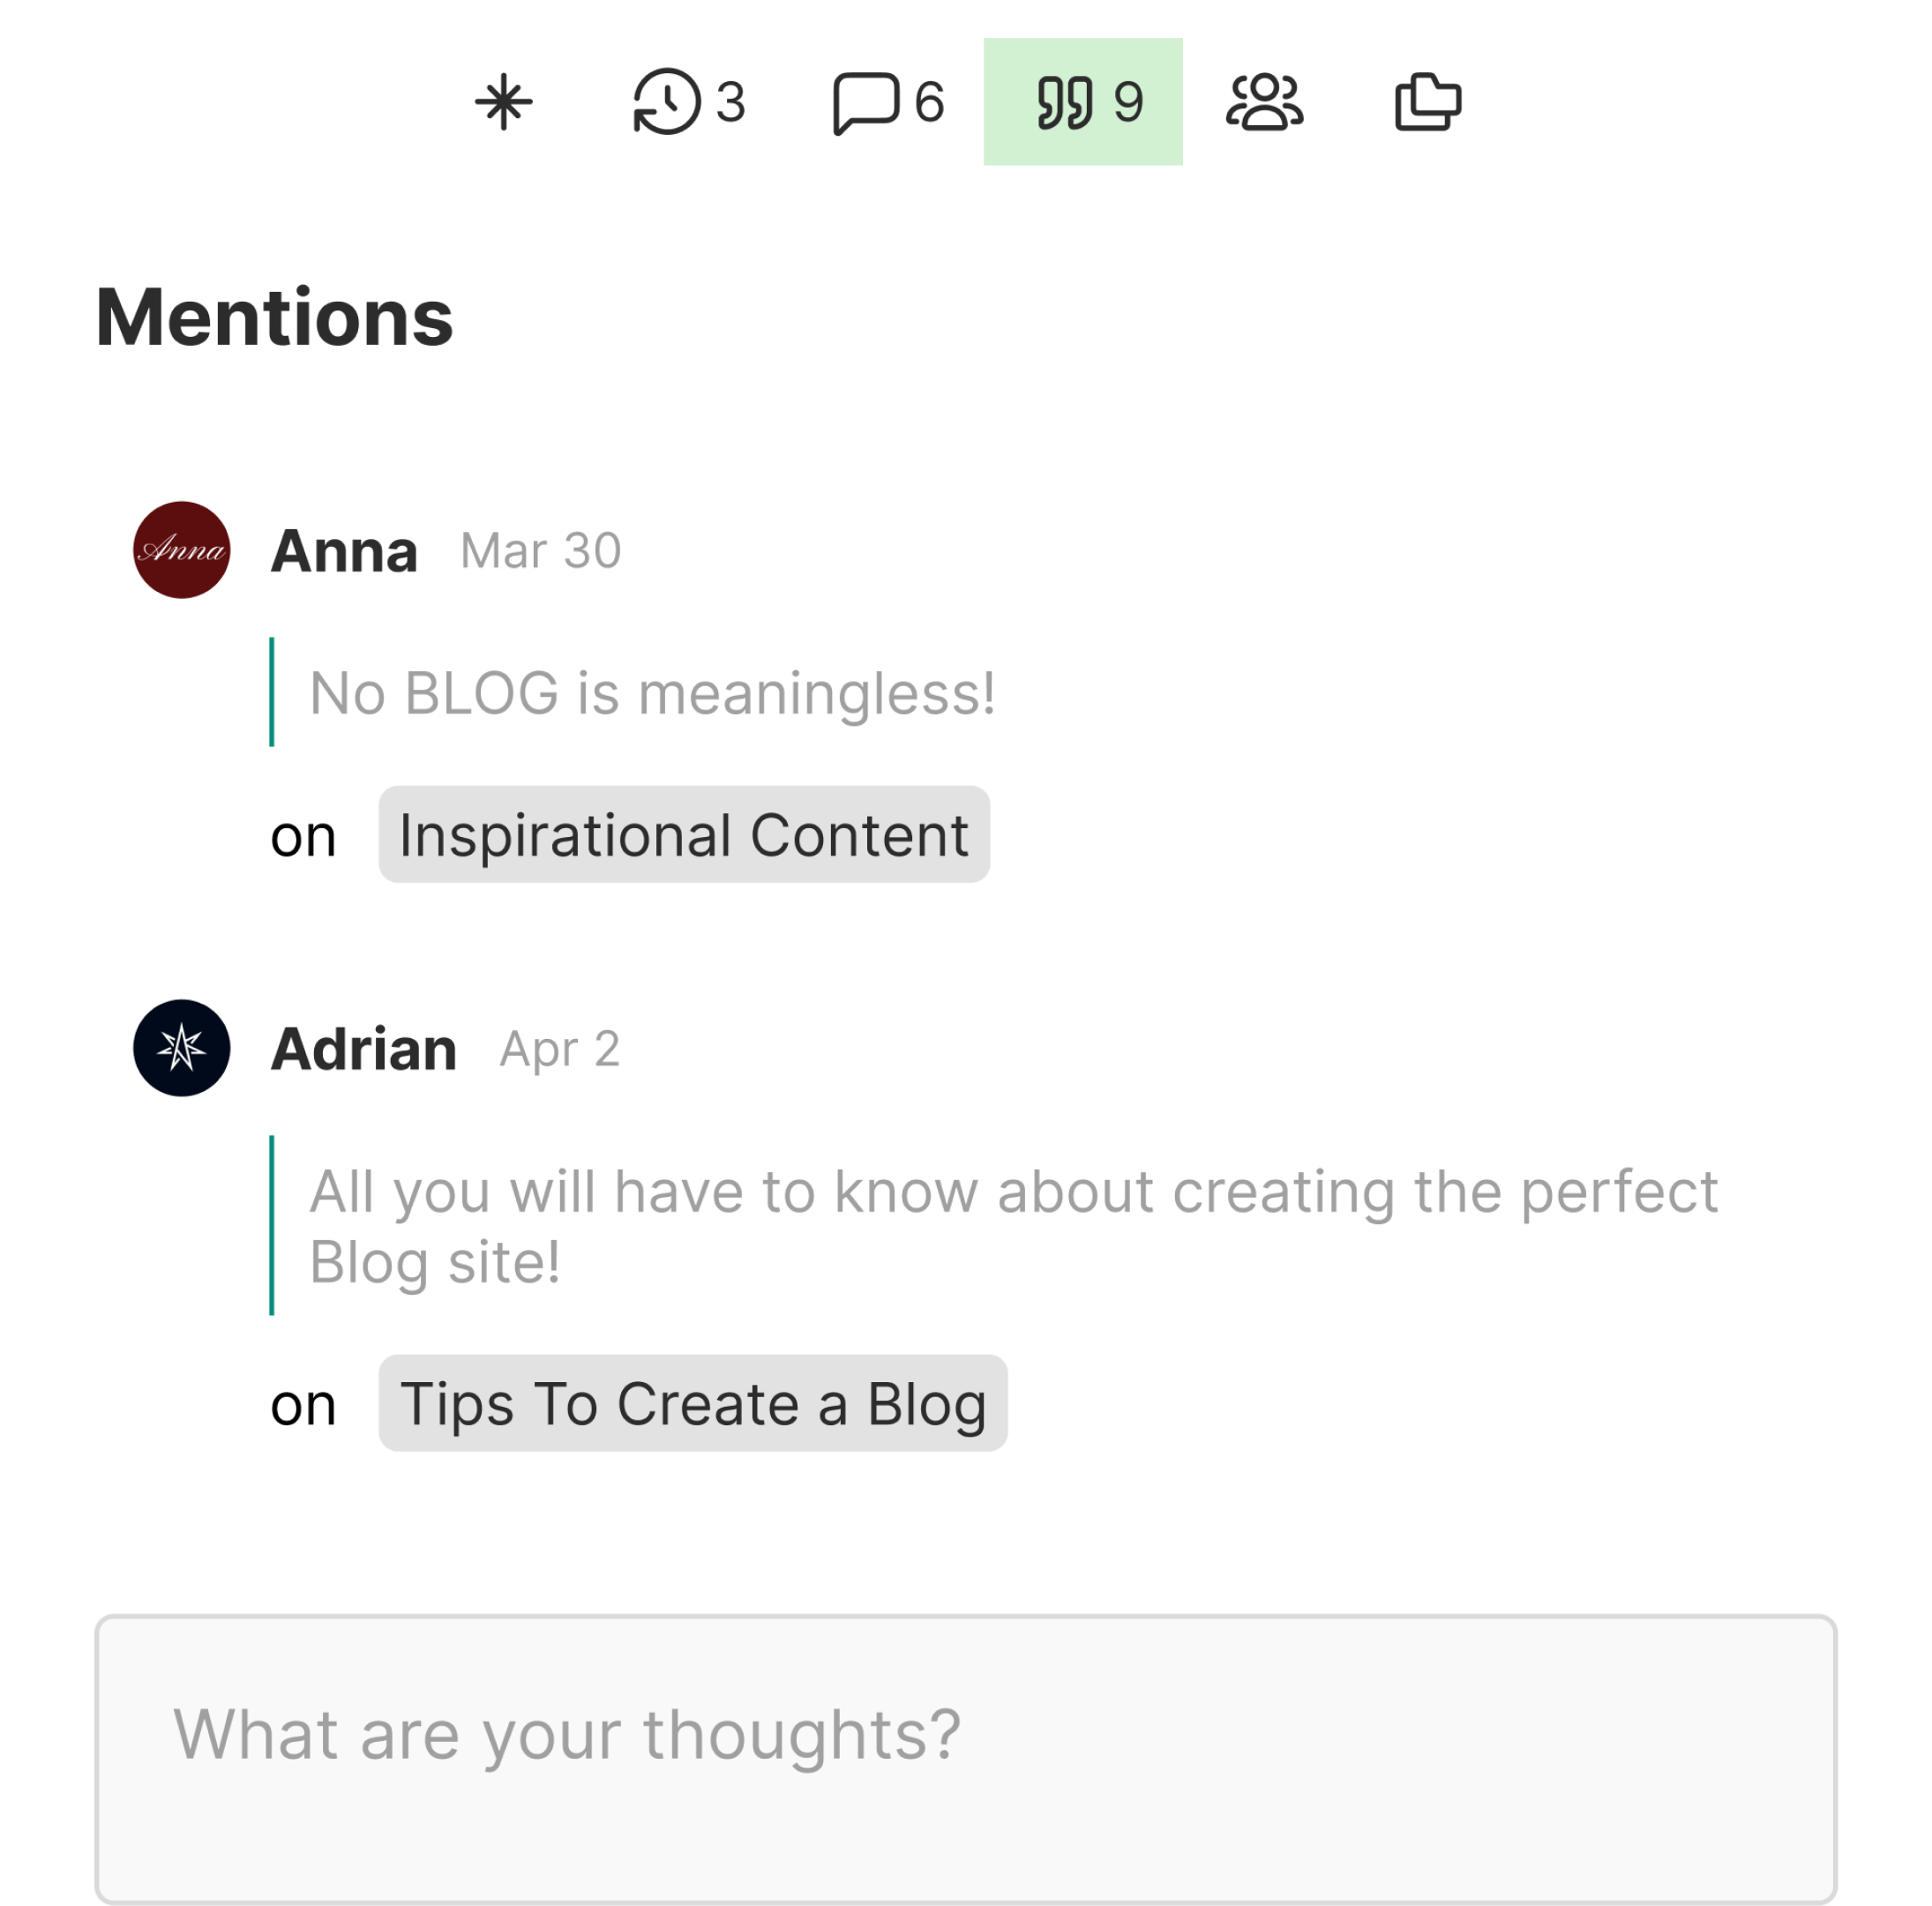 3 6 9
Mentions
Anna
Anna Mar 30
No BLOG is meaningless!
on Inspirational Content
Adrian Apr 2
All you will have to know about creating the perfect
Blog site!
on Tips To Create a Blog
What are your thoughts?